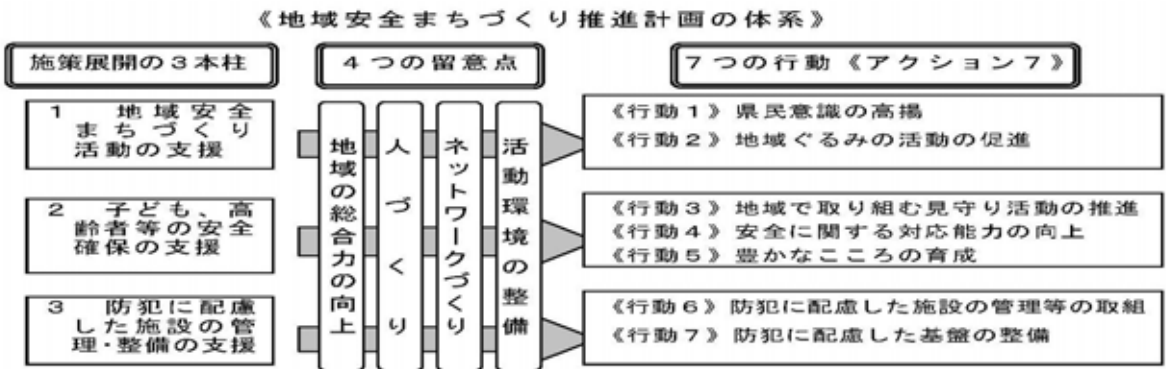 《地域安全まちづくり推進計画の体系》
施策展開の3本柱
4つの留意点
7つの行動《アクション7》
1 地域安全
まちづくり
活動の支援
2 子ども、高
齢者等の安全
確保の支援
3 防犯に配慮
した施設の管
理・整備の支援
地域の総合力の向上
人づくり
ネットワークづくり
活動環境の整備
《行動1》県民意識の高揚
《行動2》地域ぐるみの活動の促進
《行動3》地域で取り組む見守り活動の推進
《行動4》安全に関する対応能力の向上
《行動5》豊かなこころの育成
《行動6》防犯に配慮した施設の管理等の取組
《行動7》防犯に配慮した基盤の整備